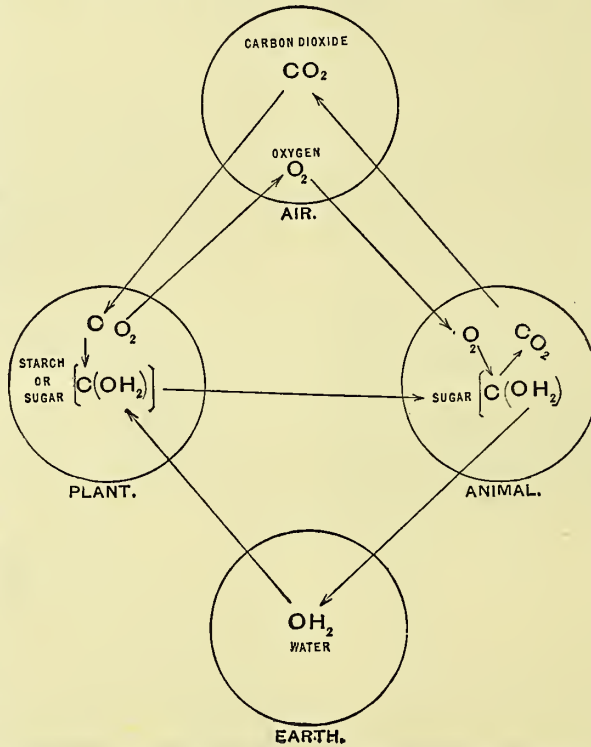 CARBON DIOXIDE
CO₂
OXYGEN
O₂
AIR.
C O₂
STARCH
OR
SUGAR [C(OH₂)]
PLANT.
O₂ CO₂
SUGAR [C(OH₂)
ANIMAL.
OH₂
WATER
EARTH.